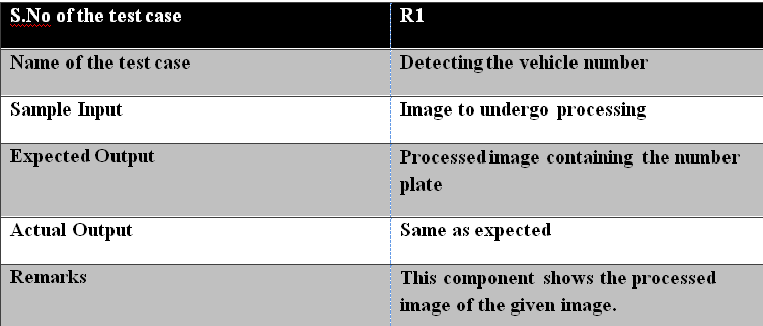 S.No of the test case R1
Name of the test case Detecting the vehicle number
Sample Input Image to undergo processing
Expected Output Processed image containing the number
plate
Actual Output Same as expected
Remarks This component shows the processed
image of the given image.